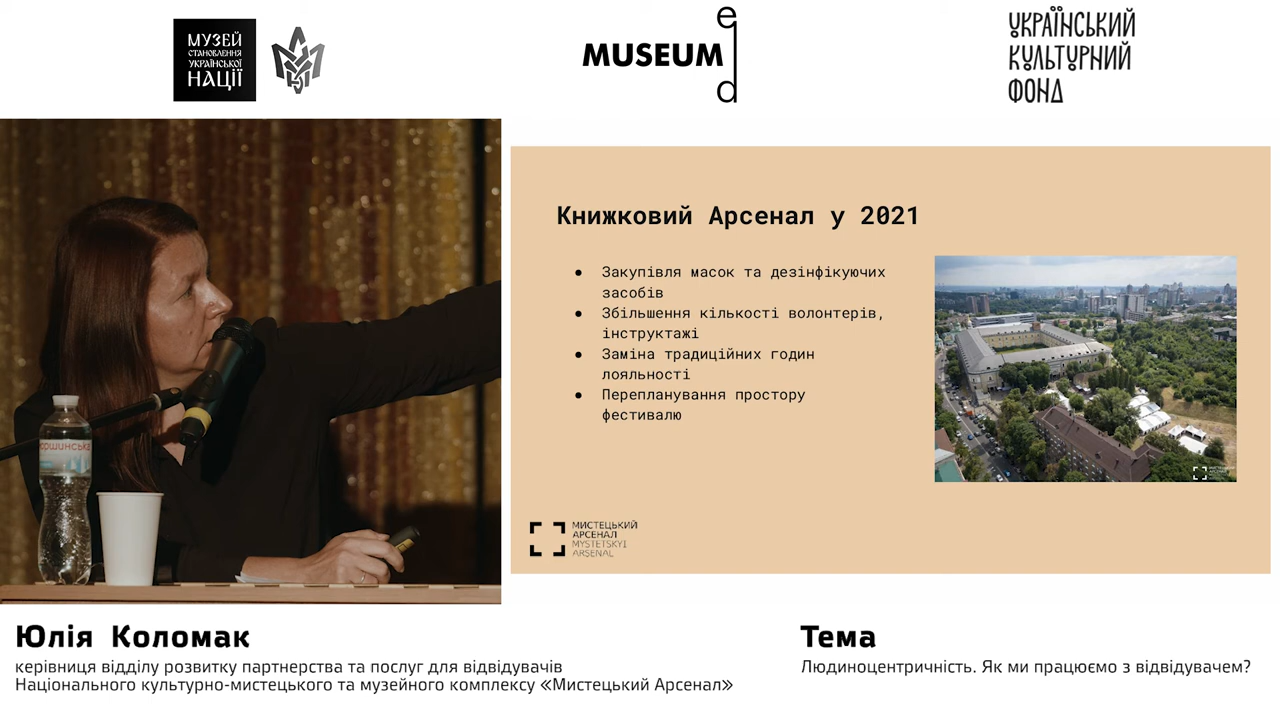 МУЗЕЙ
СТАНОВЛЕННЯ
УКРАЇНСЬКОЇ
НАЦІЇ
MUSEUM
ed
УКРАЇНСЬКИЙ
КУЛЬТУРНИЙ
ФОНД
Книжковий Арсенал у 2021
● Закупівля масок та дезінфікуючих
засобів
● Збільшення кількості волонтерів,
інструктажі
● Заміна традиційних годин
лояльності
● Перепланування простору
фестивалю
МИСТЕЦЬКИЙ
АРСЕНАЛ
MYSTETSKYI
ARSENAL
Юлія Коломак
керівниця відділу розвитку партнерства та послуг для відвідувачів
Національного культурно-мистецького та музейного комплексу «Мистецький Арсенал»
Тема
Людиноцентричність. Як ми працюємо з відвідувачем?